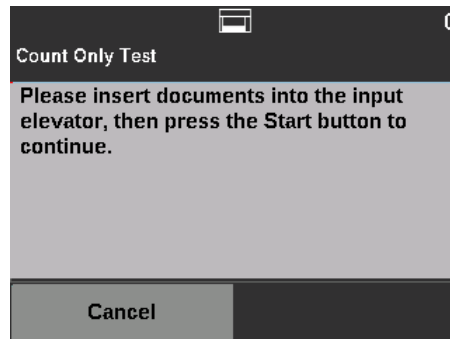 Count Only Test
Please insert documents into the input
elevator, then press the Start button to
continue.
Cancel